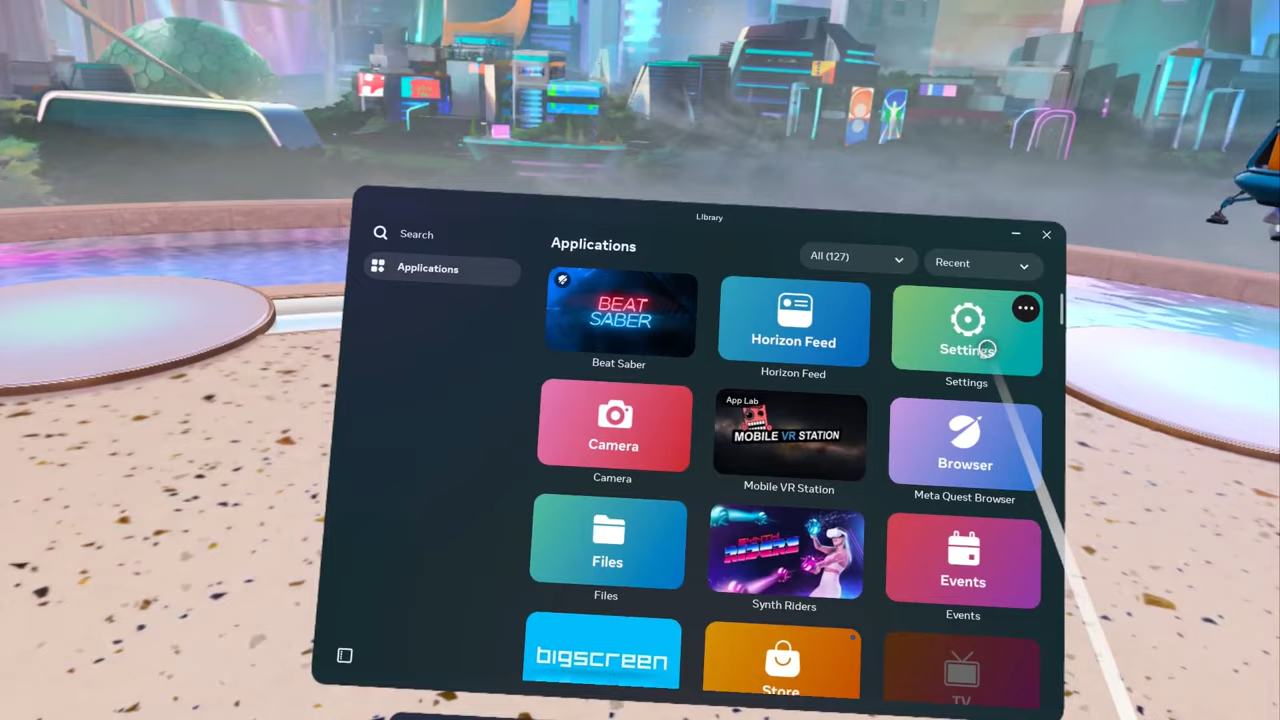 Library
Search
Applications
Applications
All (127)
Recent
BEAT
SABER
Beat Saber
Horizon Feed
Horizon Feed
Settings
Settings
Camera
Camera
App Lab
MOBILE VR STATION
Mobile VR Station
Browser
Meta Quest Browser
Files
Files
SYNTH
RIDERS
Synth Riders
Events
Events
bigscreen
Store
TV